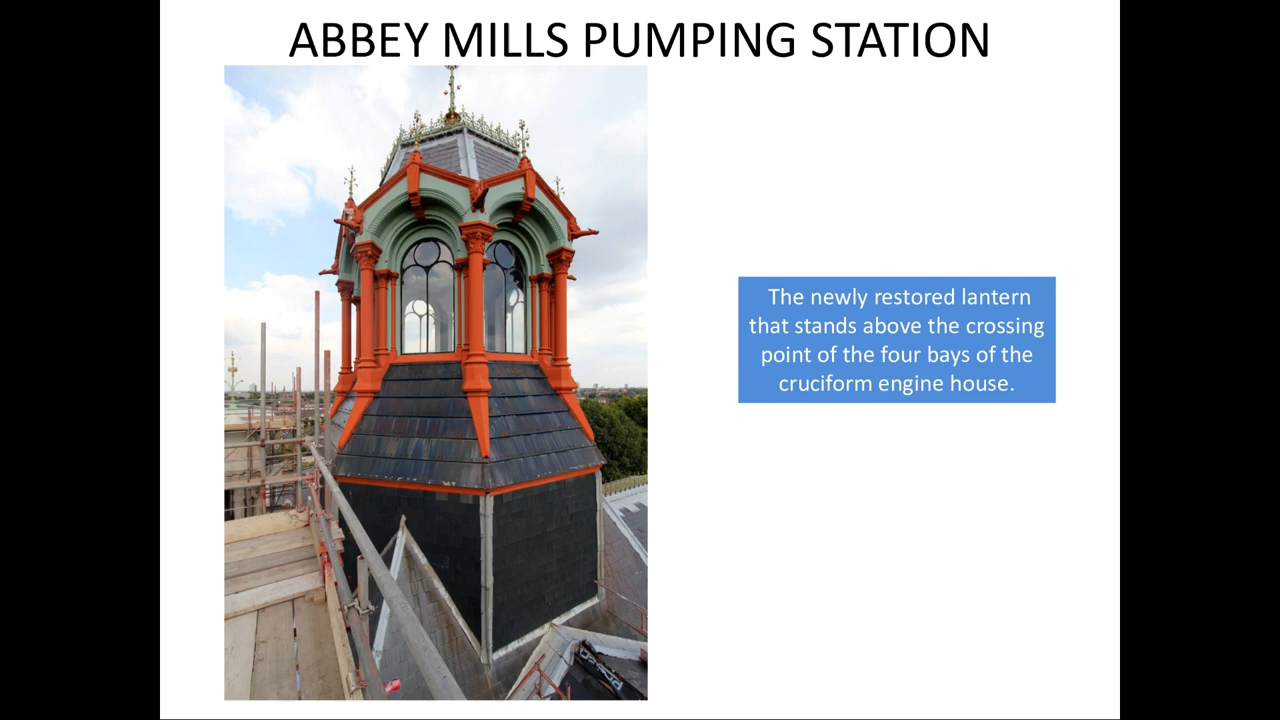 ABBEY MILLS PUMPING STATION
The newly restored lantern
that stands above the crossing
point of the four bays of the
cruciform engine house.